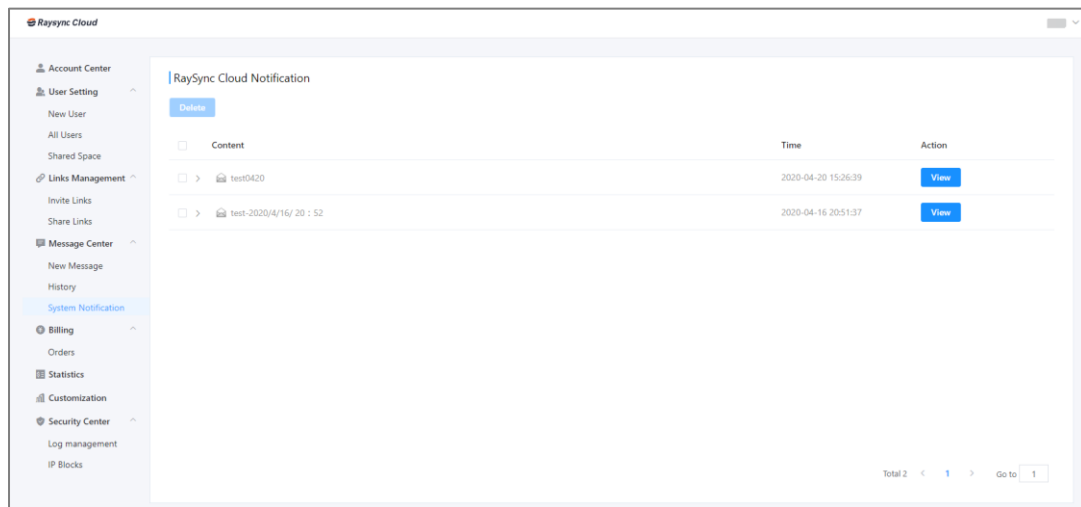 Raysync Cloud
Account Center
User Setting
New User
All Users
Shared Space
Links Management
Invite Links
Share Links
Message Center
New Message
History
System Notification
Billing
Orders
Statistics
Customization
Security Center
Log management
IP Blocks
RaySync Cloud Notification
Delete
Content Time Action
test0420 2020-04-20 15:26:39 View
test-2020/4/16/ 20：52 2020-04-16 20:51:37 View
Total 2 < 1 > Go to 1